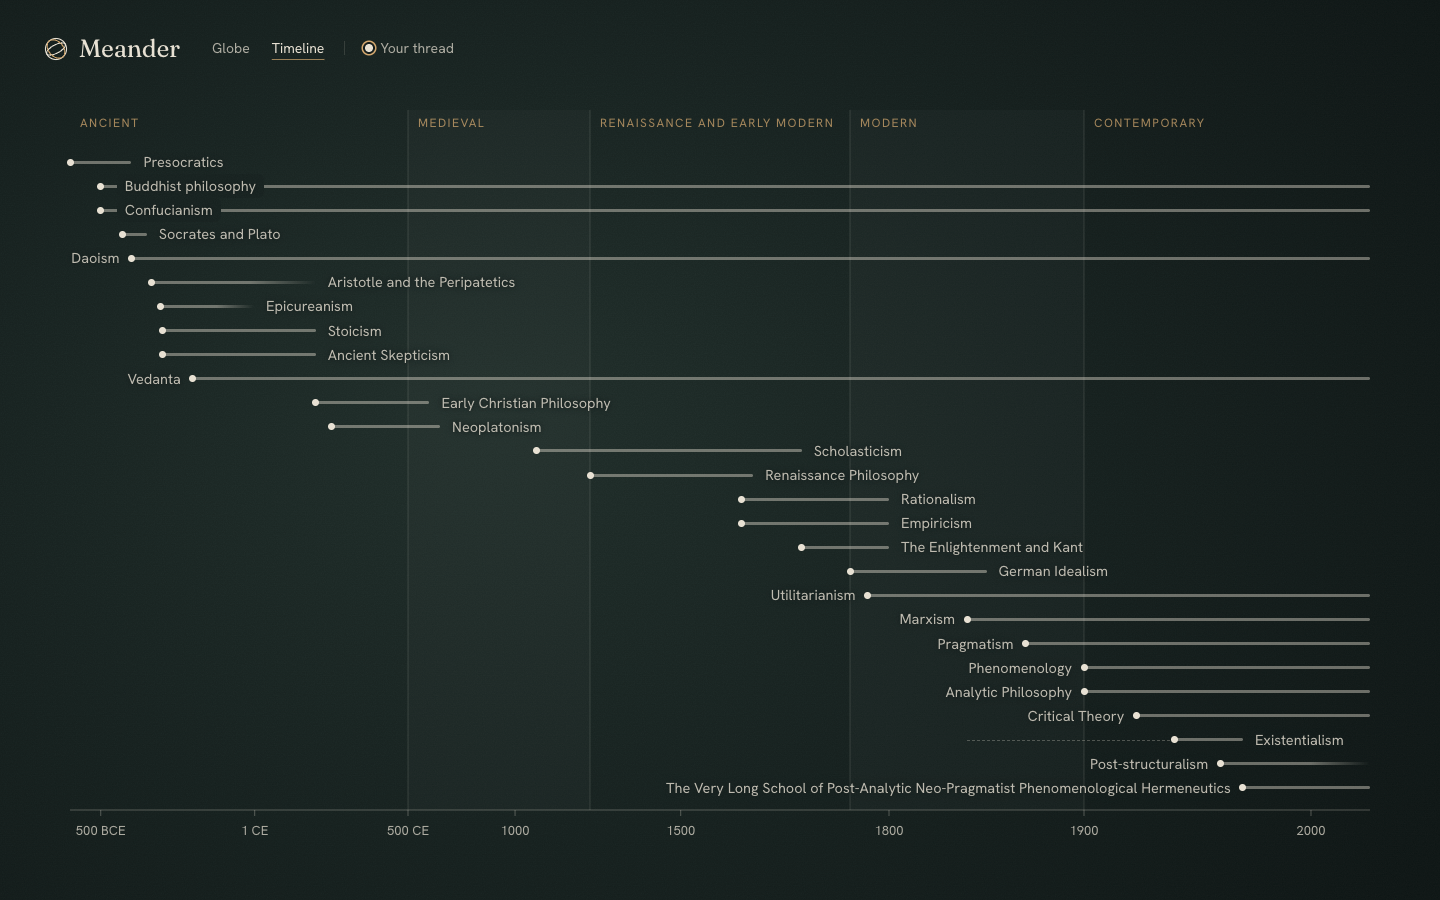 Meander
Globe
Timeline
Your thread
ANCIENT
MEDIEVAL
RENAISSANCE AND EARLY MODERN
MODERN
CONTEMPORARY
Presocratics
Buddhist philosophy
Confucianism
Socrates and Plato
Daoism
Aristotle and the Peripatetics
Epicureanism
Stoicism
Ancient Skepticism
Vedanta
Early Christian Philosophy
Neoplatonism
Scholasticism
Renaissance Philosophy
Rationalism
Empiricism
The Enlightenment and Kant
German Idealism
Utilitarianism
Marxism
Pragmatism
Phenomenology
Analytic Philosophy
Critical Theory
Existentialism
Post-structuralism
The Very Long School of Post-Analytic Neo-Pragmatist Phenomenological Hermeneutics
500 BCE
1 CE
500 CE
1000
1500
1800
1900
2000